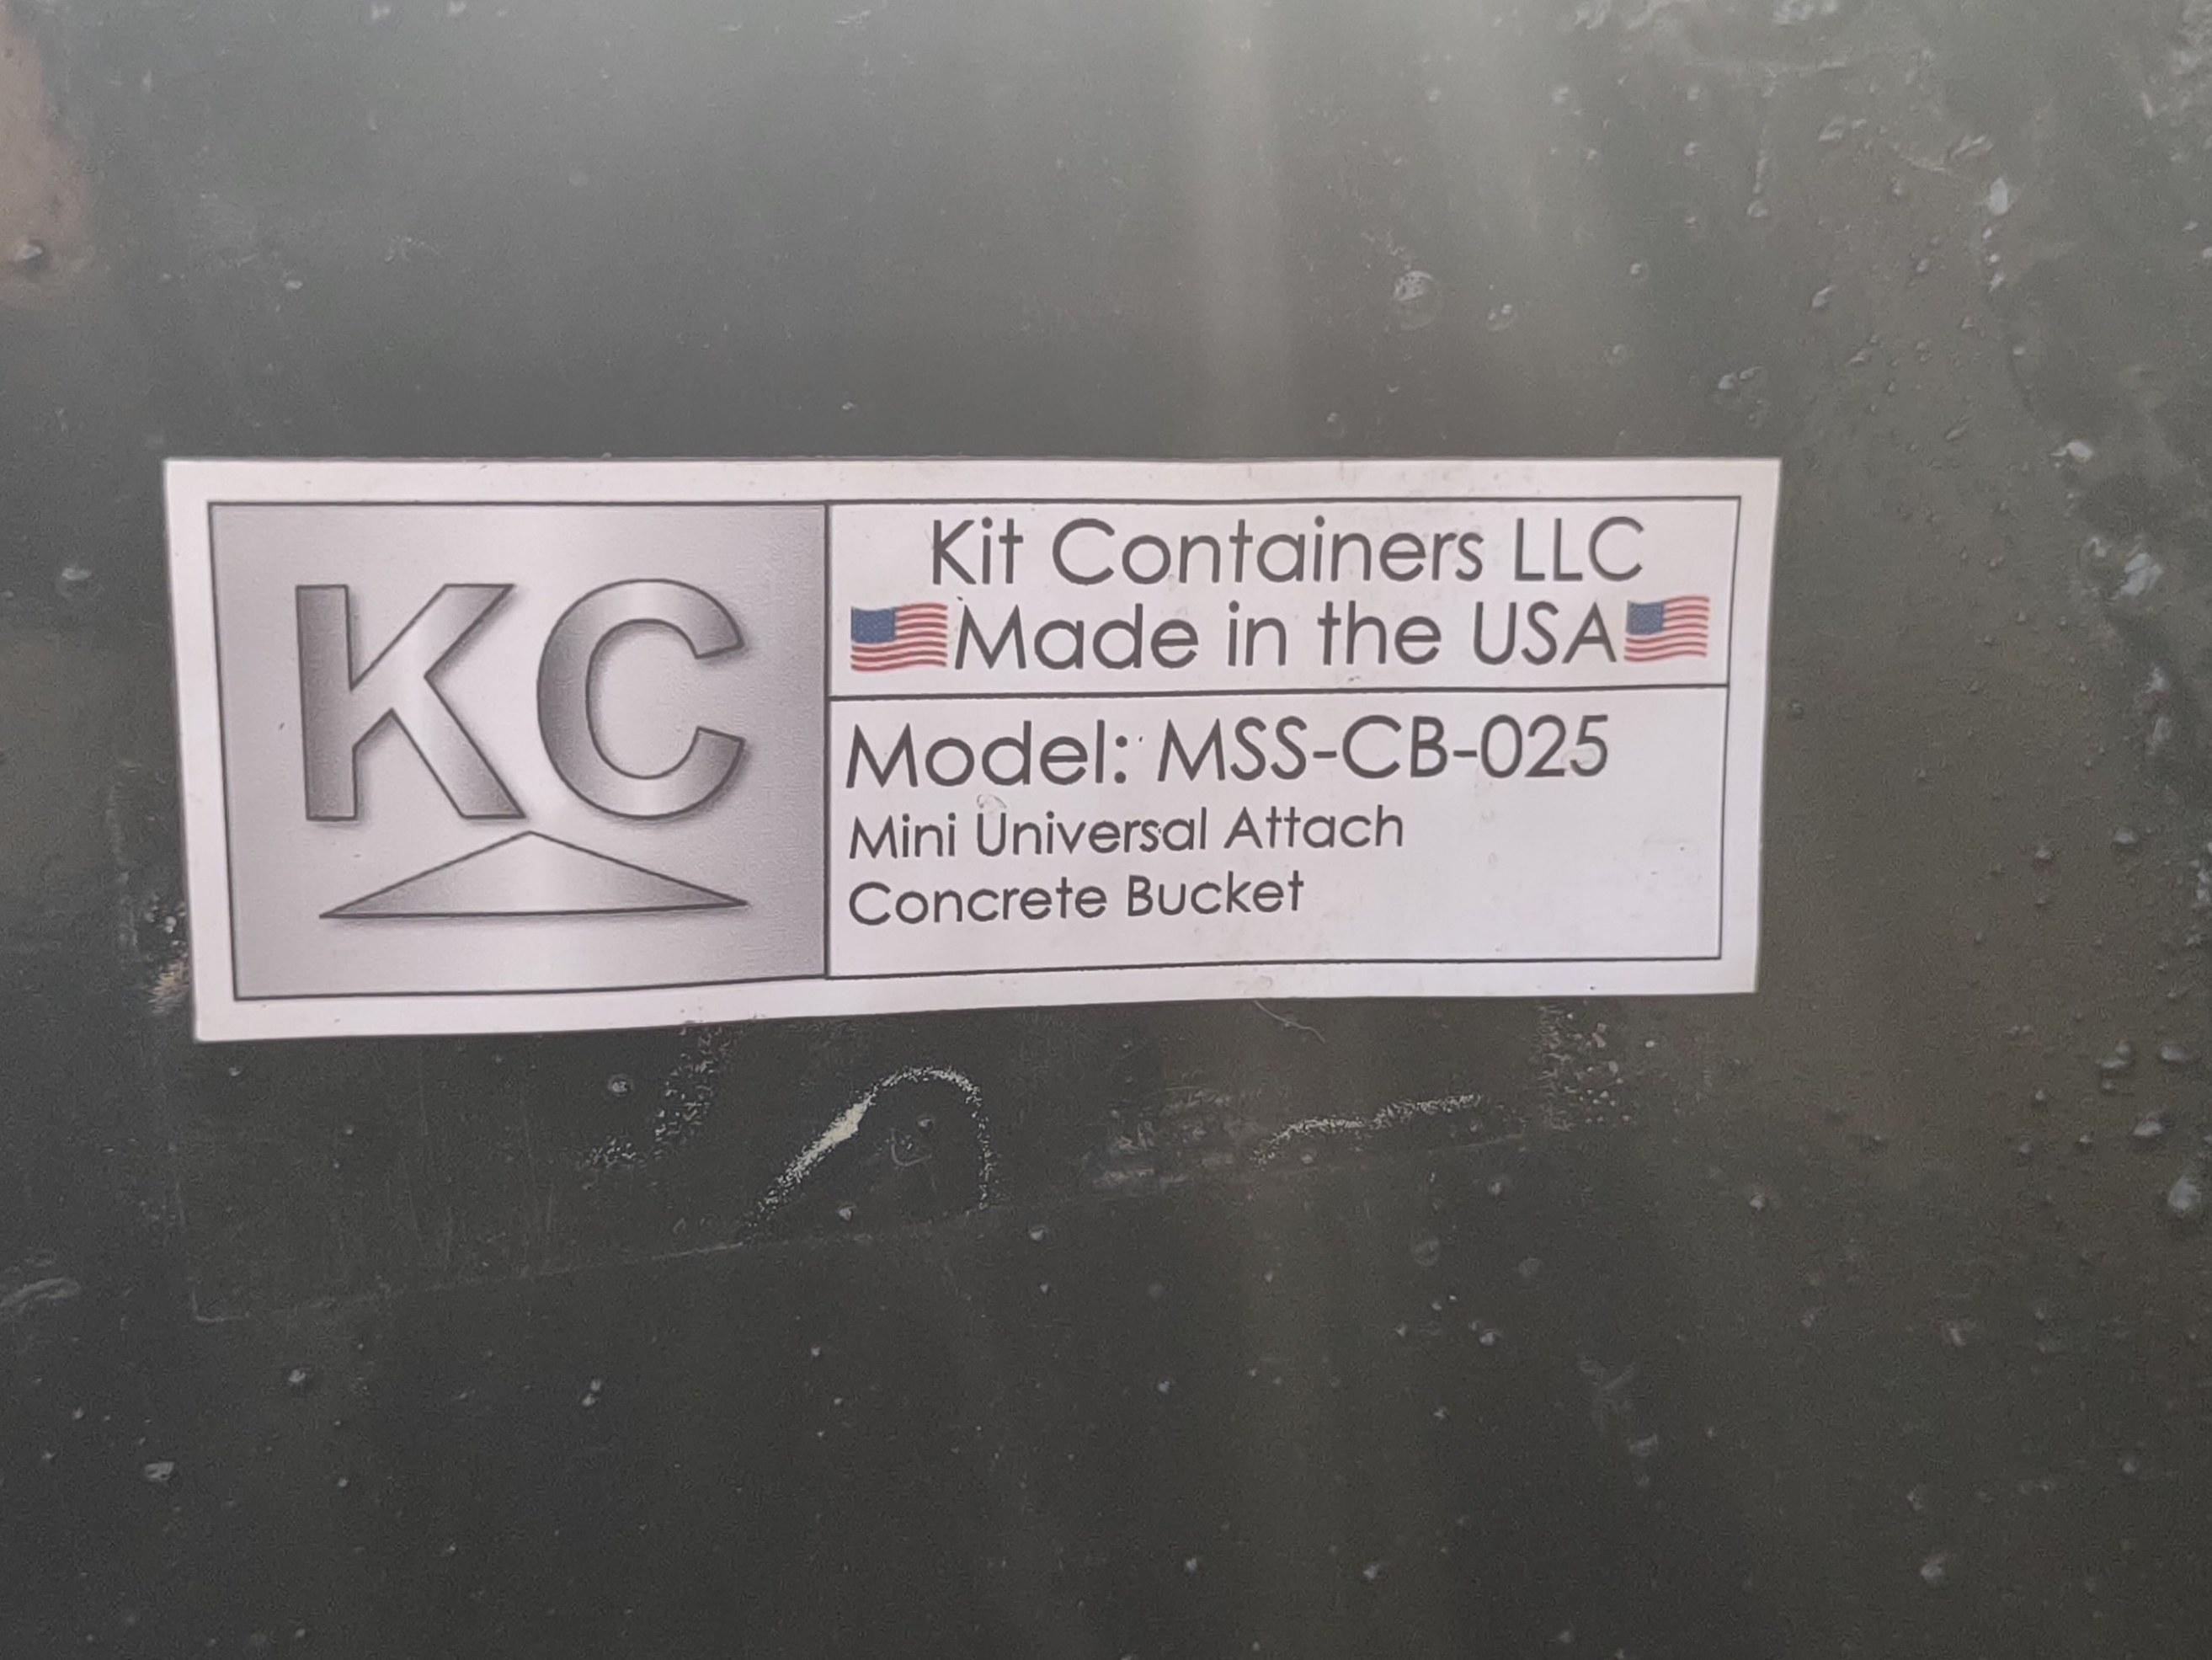 KC
Kit Containers LLC
Made in the USA
Model: MSS-CB-025
Mini Universal Attach
Concrete Bucket